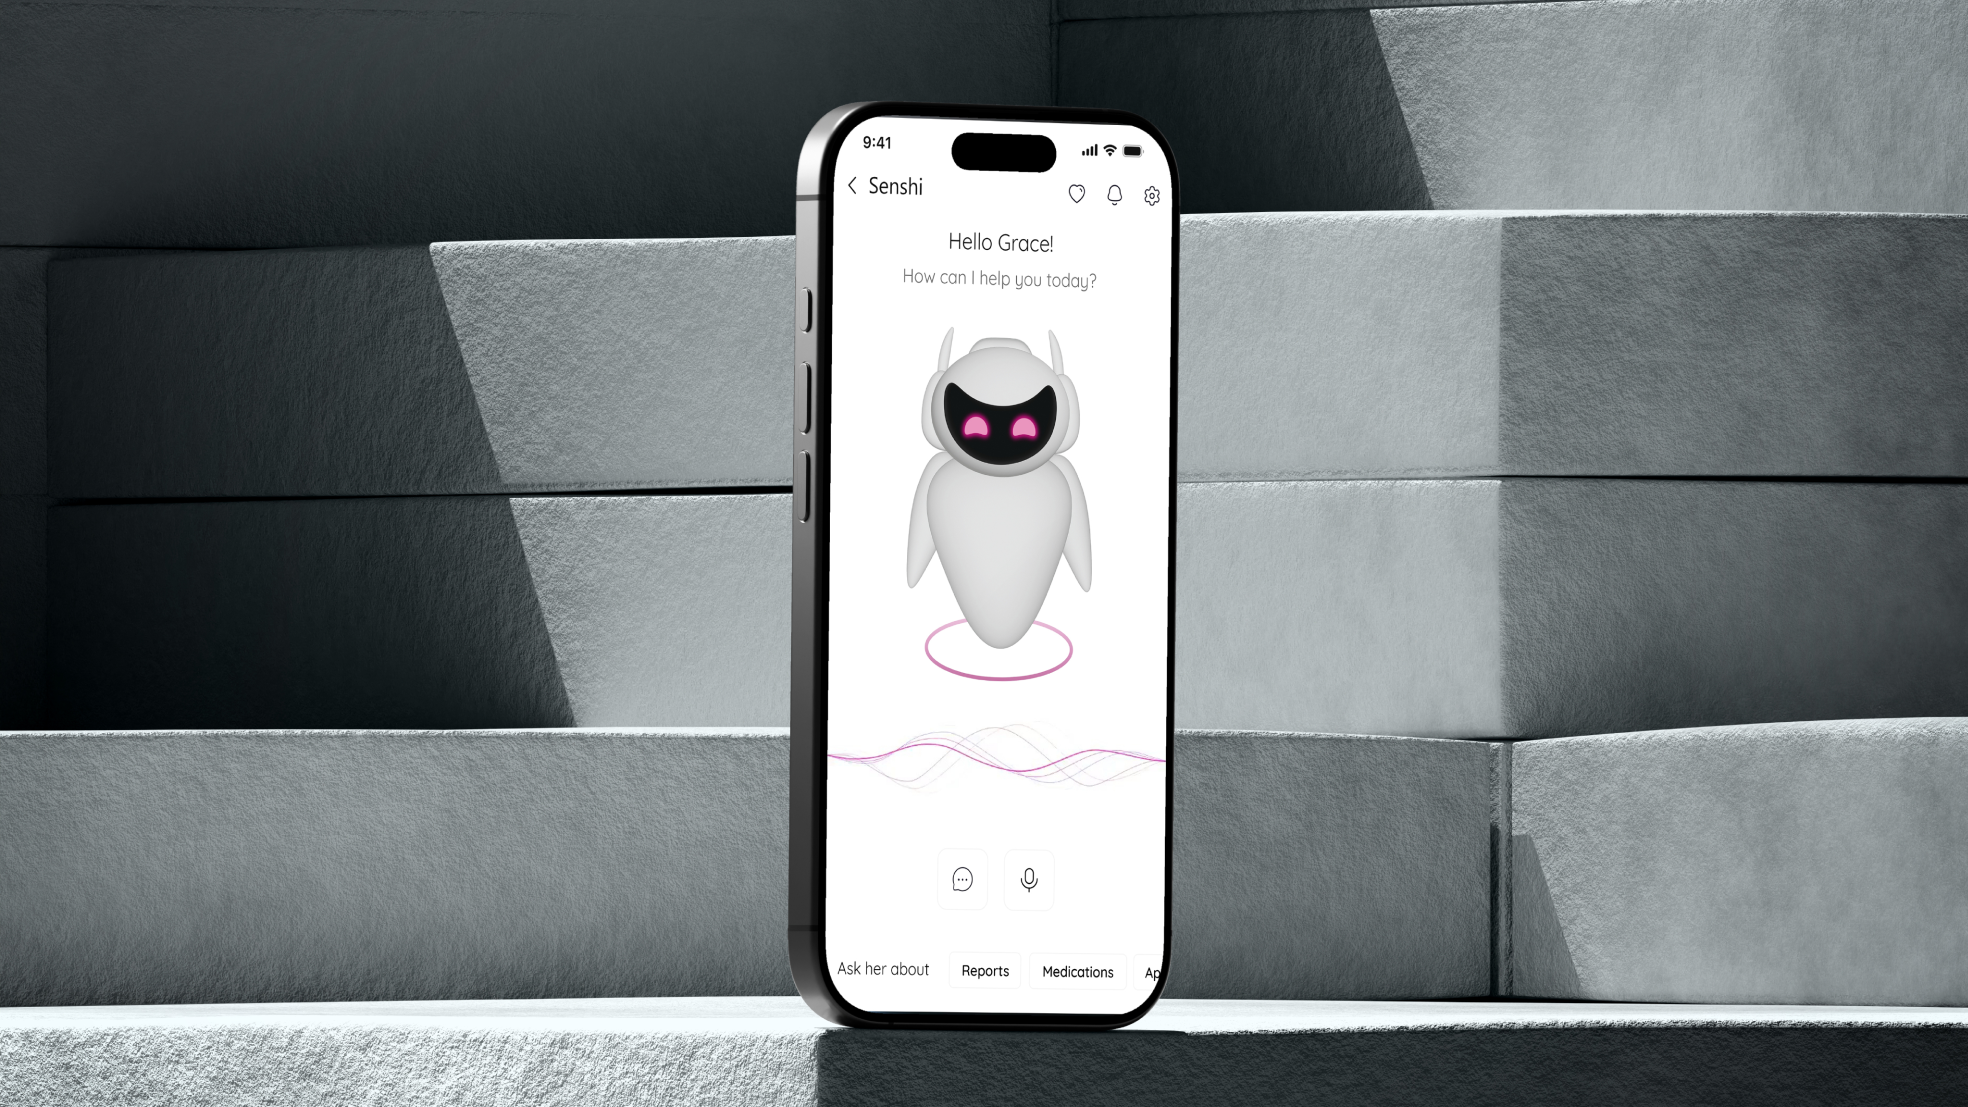 9:41
Senshi
Hello Grace!
How can I help you today?
Ask her about
Reports
Medications
Ap